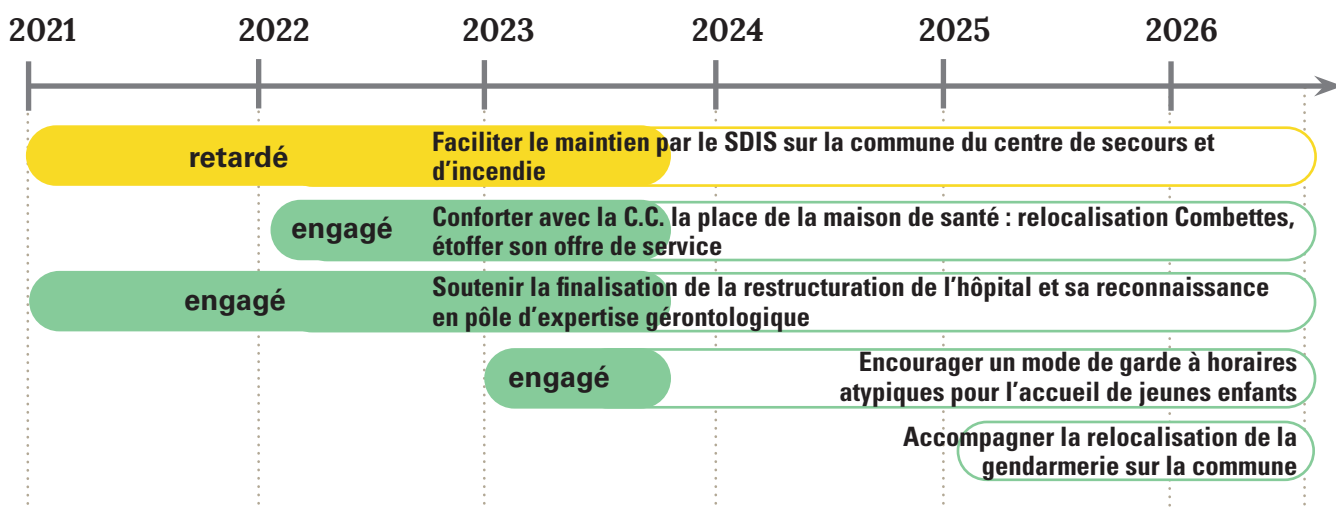 2021 2022 2023 2024 2025 2026
retardé
Faciliter le maintien par le SDIS sur la commune du centre de secours et
d’incendie
engagé
Conforter avec la C.C. la place de la maison de santé : relocalisation Combettes,
étoffer son offre de service
engagé
Soutenir la finalisation de la restructuration de l’hôpital et sa reconnaissance
en pôle d’expertise gérontologique
engagé
Encourager un mode de garde à horaires
atypiques pour l’accueil de jeunes enfants
Accompagner la relocalisation de la
gendarmerie sur la commune